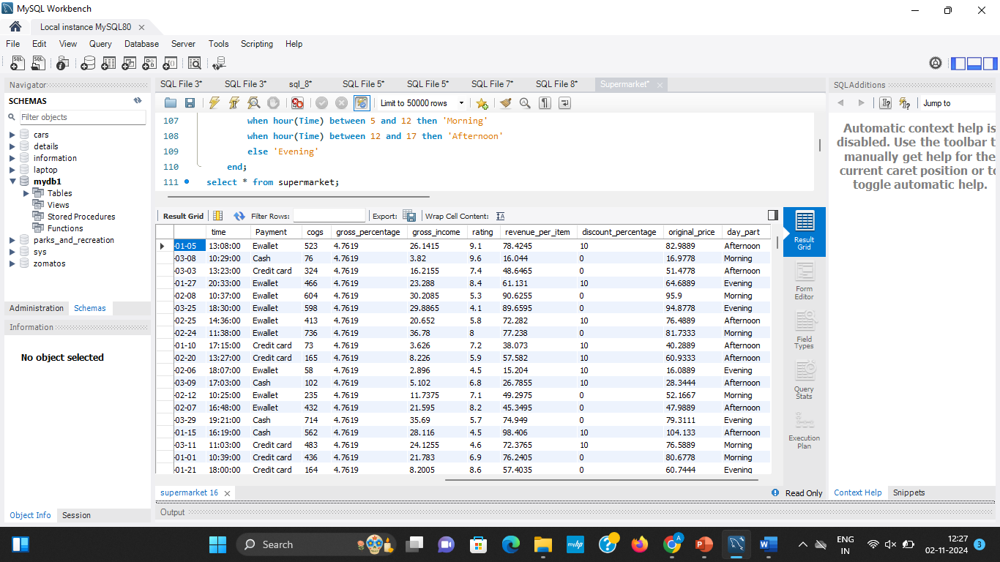 MySQL Workbench
Local instance MySQL80
File Edit View Query Database Server Tools Scripting Help
Navigator
SCHEMAS
Filter objects
cars
details
information
laptop
mydb1
Tables
Views
Stored Procedures
Functions
parks_and_recreation
sys
zomatos
Administration Schemas
Information
No object selected
Object Info Session
SQL File 3* SQL File 3* sql_8* SQL File 5* SQL File 5* SQL File 7* SQL File 8* Supermarket*
Limit to 50000 rows
107 when hour(Time) between 5 and 12 then 'Morning'
108 when hour(Time) between 12 and 17 then 'Afternoon'
109 else 'Evening'
110 end;
111 select * from supermarket;
Result Grid Filter Rows: Export: Wrap Cell Content:
time Payment cogs gross_percentage gross_income rating revenue_per_item discount_percentage original_price day_part
-01-05 13:08:00 Ewallet 523 4.7619 26.1415 9.1 78.4245 10 82.9889 Afternoon
-03-08 10:29:00 Cash 76 4.7619 3.82 9.6 16.044 0 16.9778 Morning
-03-03 13:23:00 Credit card 324 4.7619 16.2155 7.4 48.6465 0 51.4778 Afternoon
-01-27 20:33:00 Ewallet 466 4.7619 23.288 8.4 61.131 10 64.6889 Evening
-02-08 10:37:00 Ewallet 604 4.7619 30.2085 5.3 90.6255 0 95.9 Morning
-03-25 18:30:00 Ewallet 598 4.7619 29.8865 4.1 89.6595 0 94.8778 Evening
-02-25 14:36:00 Ewallet 413 4.7619 20.652 5.8 72.282 10 76.4889 Afternoon
-02-24 11:38:00 Ewallet 736 4.7619 36.78 8 77.238 0 81.7333 Morning
-01-10 17:15:00 Credit card 73 4.7619 3.626 7.2 38.073 10 40.2889 Afternoon
-02-20 13:27:00 Credit card 165 4.7619 8.226 5.9 57.582 10 60.9333 Afternoon
-02-06 18:07:00 Ewallet 58 4.7619 2.896 4.5 15.204 10 16.0889 Evening
-03-09 17:03:00 Cash 102 4.7619 5.102 6.8 26.7855 10 28.3444 Afternoon
-02-12 10:25:00 Ewallet 235 4.7619 11.7375 7.1 49.2975 0 52.1667 Morning
-02-07 16:48:00 Ewallet 432 4.7619 21.595 8.2 45.3495 0 47.9889 Afternoon
-03-29 19:21:00 Cash 714 4.7619 35.69 5.7 74.949 0 79.3111 Evening
-01-15 16:19:00 Cash 562 4.7619 28.116 4.5 98.406 10 104.133 Afternoon
-03-11 11:03:00 Credit card 483 4.7619 24.1255 4.6 72.3765 10 76.5889 Morning
-01-01 10:39:00 Credit card 436 4.7619 21.783 6.9 76.2405 0 80.6778 Morning
-01-21 18:00:00 Credit card 164 4.7619 8.2005 8.6 57.4035 0 60.7444 Evening
supermarket 16
Read Only
Output
Result
Grid
Form
Editor
Field
Types
Query
Stats
Execution
Plan
SQLAdditions
Jump to
Automatic context help is
disabled. Use the toolbar t
manually get help for the
current caret position or to
toggle automatic help.
Context Help Snippets
Search
myhp
A
ENG
IN
12:27
02-11-2024
3